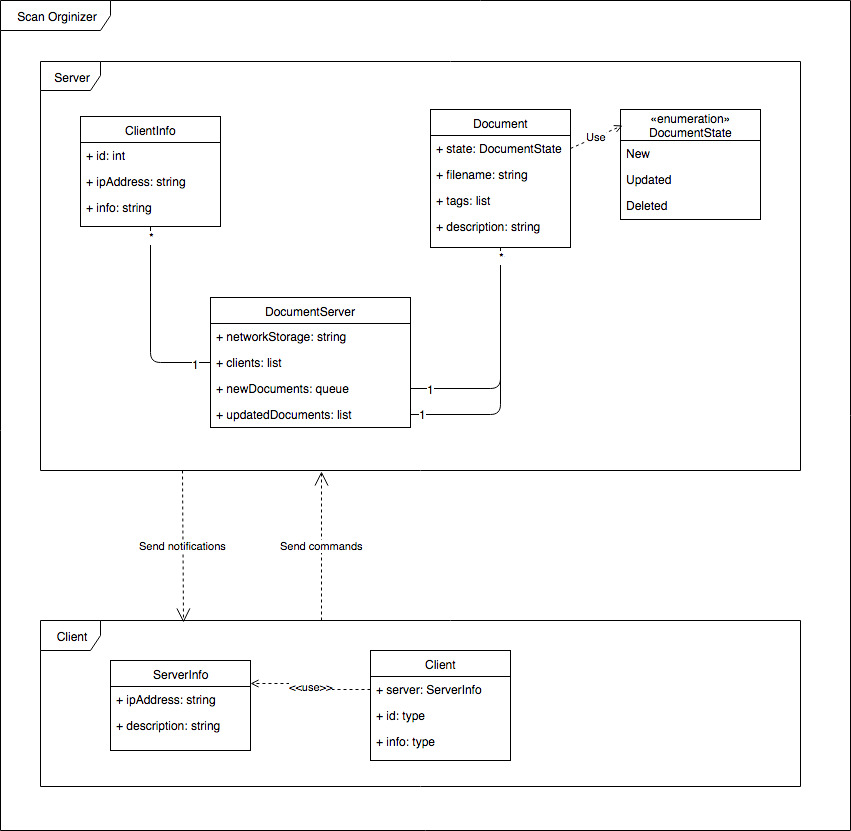 Scan Orginizer
Server
ClientInfo
+ id: int
+ ipAddress: string
+ info: string
*
Document
+ state: DocumentState
+ filename: string
+ tags: list
+ description: string
*
Use
«enumeration»
DocumentState
New
Updated
Deleted
DocumentServer
+ networkStorage: string
+ clients: list
+ newDocuments: queue
+ updatedDocuments: list
1
1
1
Send notifications
Send commands
Client
ServerInfo
+ ipAddress: string
+ description: string
<<use>>
Client
+ server: ServerInfo
+ id: type
+ info: type